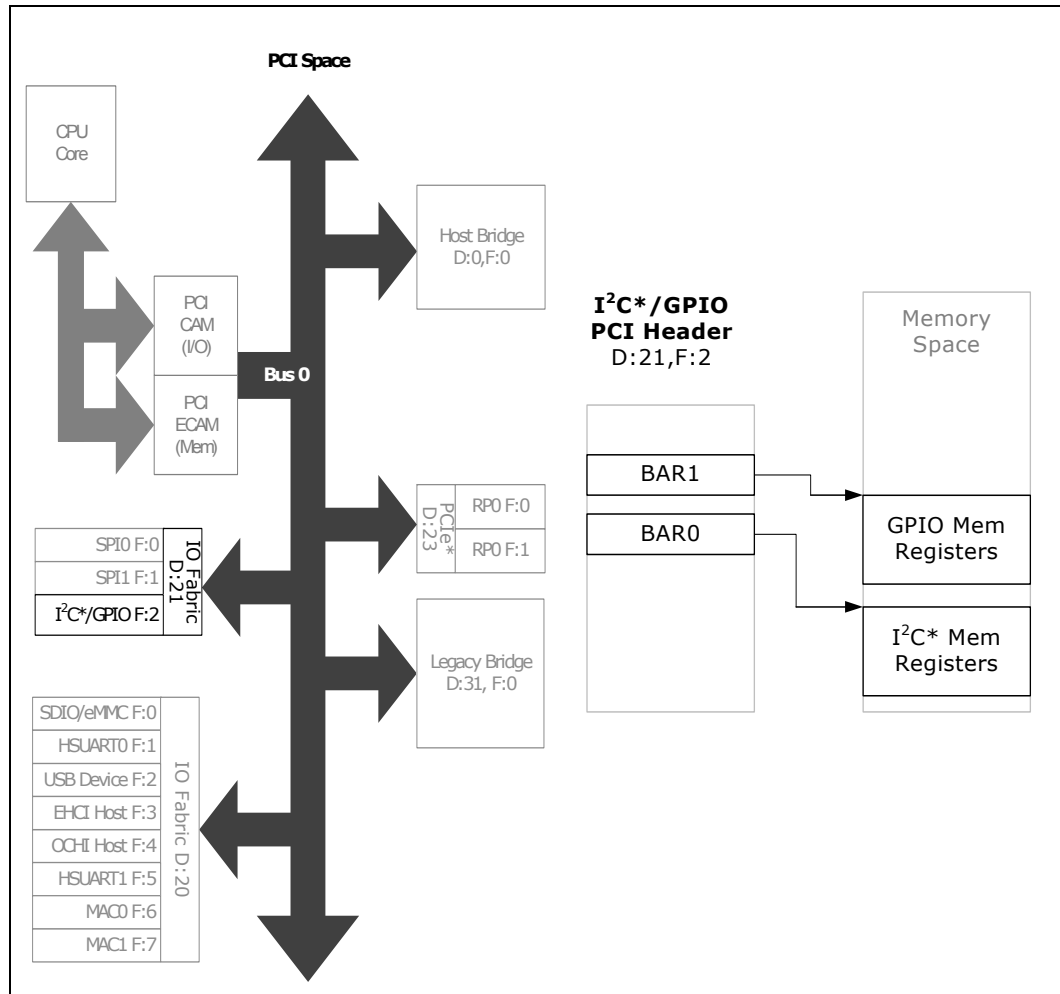 PCI Space
CPU
Core
Host Bridge
D:0,F:0
PCI
CAM
(I/O)
Bus 0
PCI
ECAM
(Mem)
I²C*/GPIO
PCI Header
D:21,F:2
Memory
Space
BAR1
BAR0
GPIO Mem
Registers
I²C* Mem
Registers
PCIe*
D:23
RP0 F:0
RP0 F:1
SPI0 F:0
SPI1 F:1
I²C*/GPIO F:2
IO Fabric
D:21
Legacy Bridge
D:31, F:0
SDIO/eMMC F:0
HSUART0 F:1
USB Device F:2
EHCI Host F:3
OCHI Host F:4
HSUART1 F:5
MAC0 F:6
MAC1 F:7
IO Fabric D:20